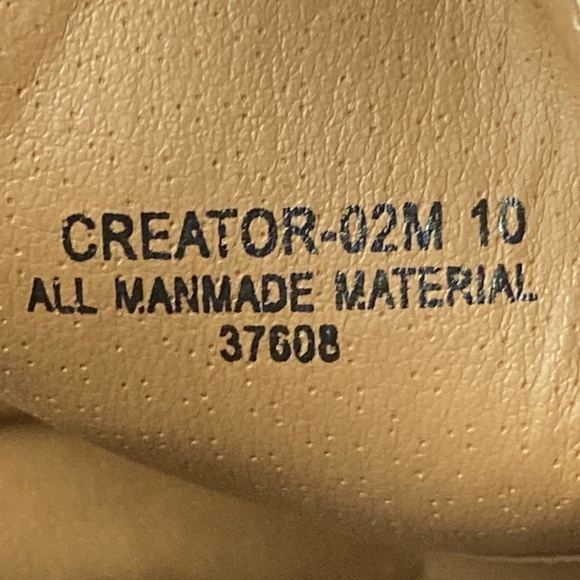 CREATOR-02M 10
ALL MANMADE MATERIAL
37608